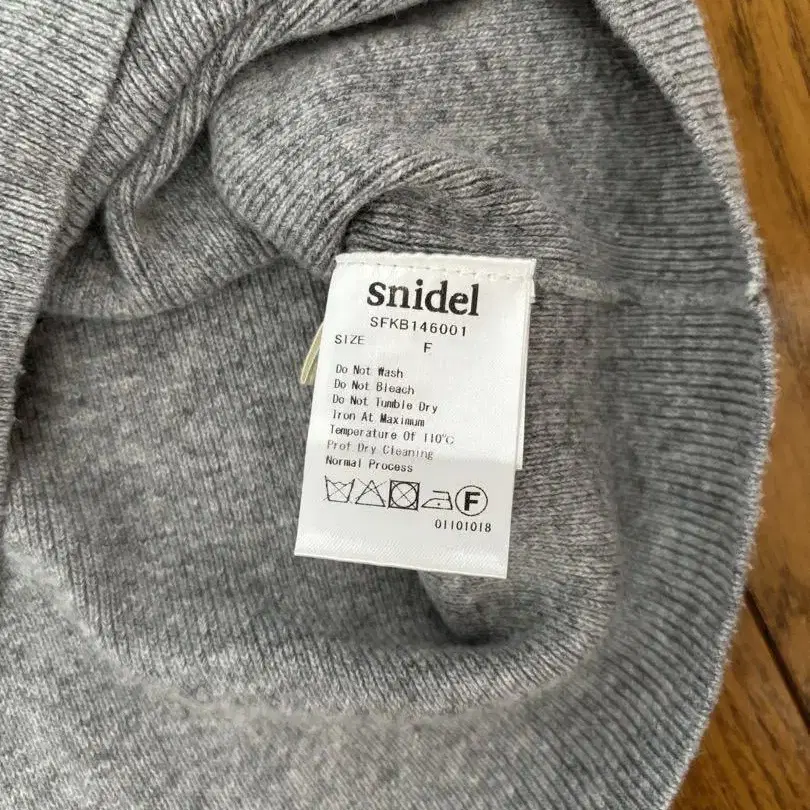 snidel
SFKB146001
SIZE F
Do Not Wash
Do Not Bleach
Do Not Tumble Dry
Iron At Maximum
Temperature Of 110℃
Prof Dry Cleaning
Normal Process
F
01101018